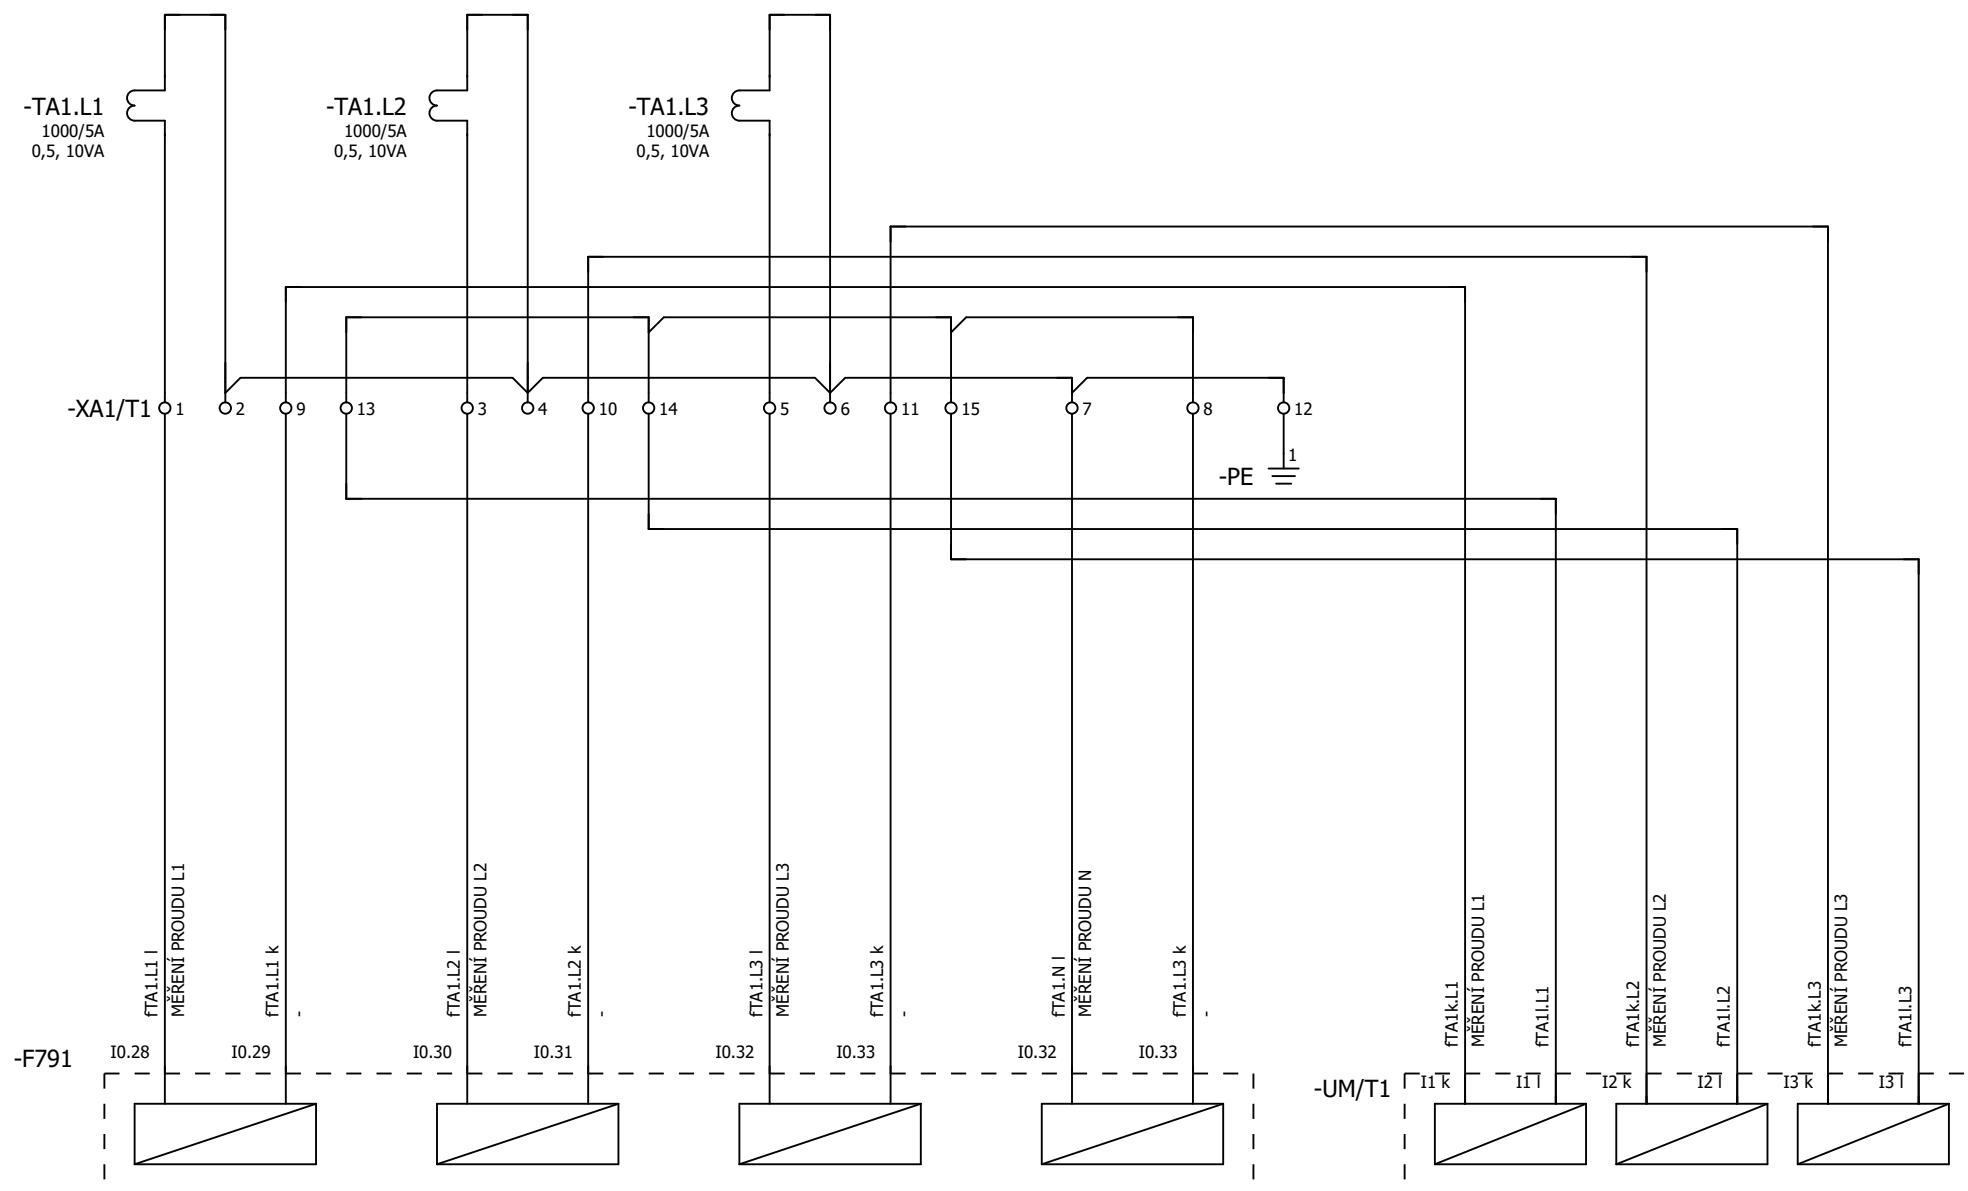 -TA1.L1
1000/5A
0,5, 10VA
-TA1.L2
1000/5A
0,5, 10VA
-TA1.L3
1000/5A
0,5, 10VA
-XA1/T1 1 2 9 13 3 4 10 14 5 6 11 15 7 8 12
1
-PE
fTA1.L1 l
MĚŘENÍ PROUDU L1
fTA1.L1 k
-
fTA1.L2 l
MĚŘENÍ PROUDU L2
fTA1.L2 k
-
fTA1.L3 l
MĚŘENÍ PROUDU L3
fTA1.L3 k
-
fTA1.N l
MĚŘENÍ PROUDU N
fTA1.L3 k
-
fTA1k.L1
MĚŘENÍ PROUDU L1
fTA1l.L1
fTA1k.L2
MĚŘENÍ PROUDU L2
fTA1l.L2
fTA1k.L3
MĚŘENÍ PROUDU L3
fTA1l.L3
-F791 I0.28 I0.29 I0.30 I0.31 I0.32 I0.33 I0.32 I0.33
-UM/T1 I1 k I1 l I2 k I2 l I3 k I3 l